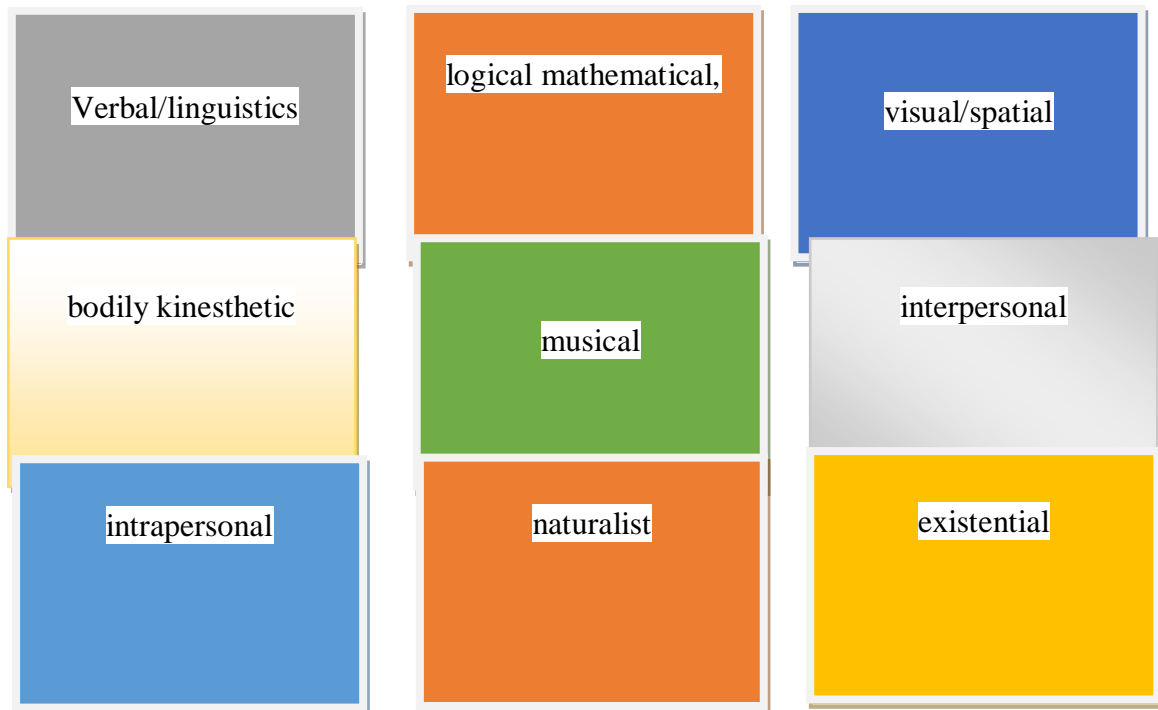 Verbal/linguistics
logical mathematical,
visual/spatial
bodily kinesthetic
musical
interpersonal
intrapersonal
naturalist
existential